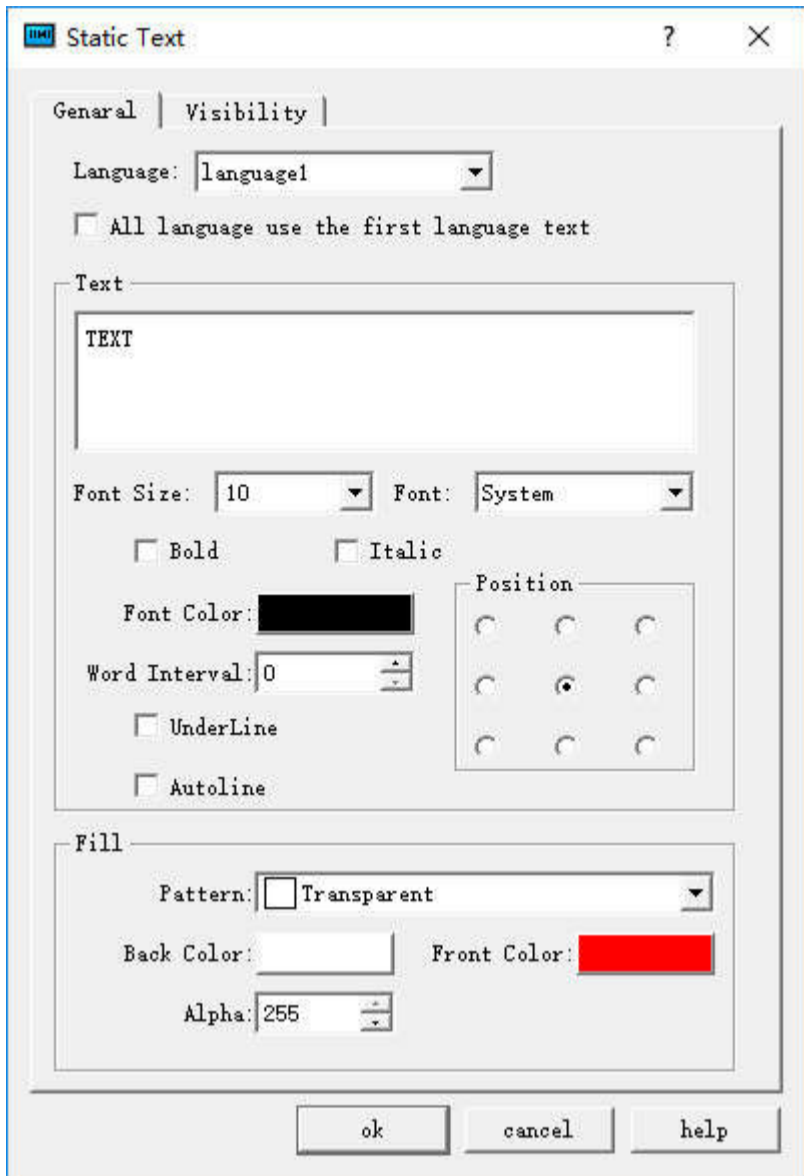 HMI Static Text ?
Genaral Visibility
Language: language1
All language use the first language text
Text
TEXT
Font Size: 10 Font: System
Bold Italic
Position
Font Color:
Word Interval: 0
UnderLine
Autoline
Fill
Pattern: Transparent
Back Color: Front Color:
Alpha: 255
ok cancel help